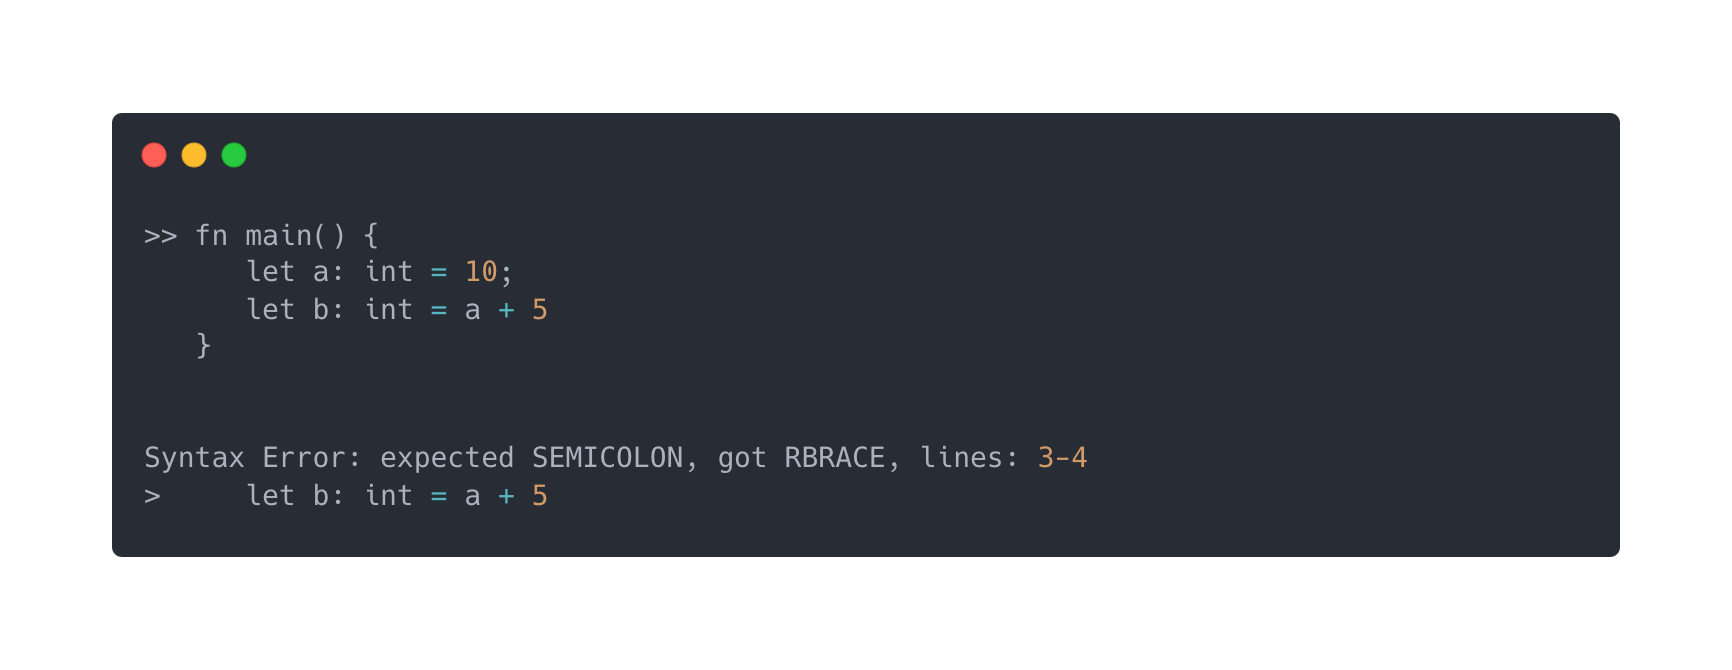 >> fn main() {
      let a: int = 10;
      let b: int = a + 5
   }
Syntax Error: expected SEMICOLON, got RBRACE, lines: 3-4
>     let b: int = a + 5